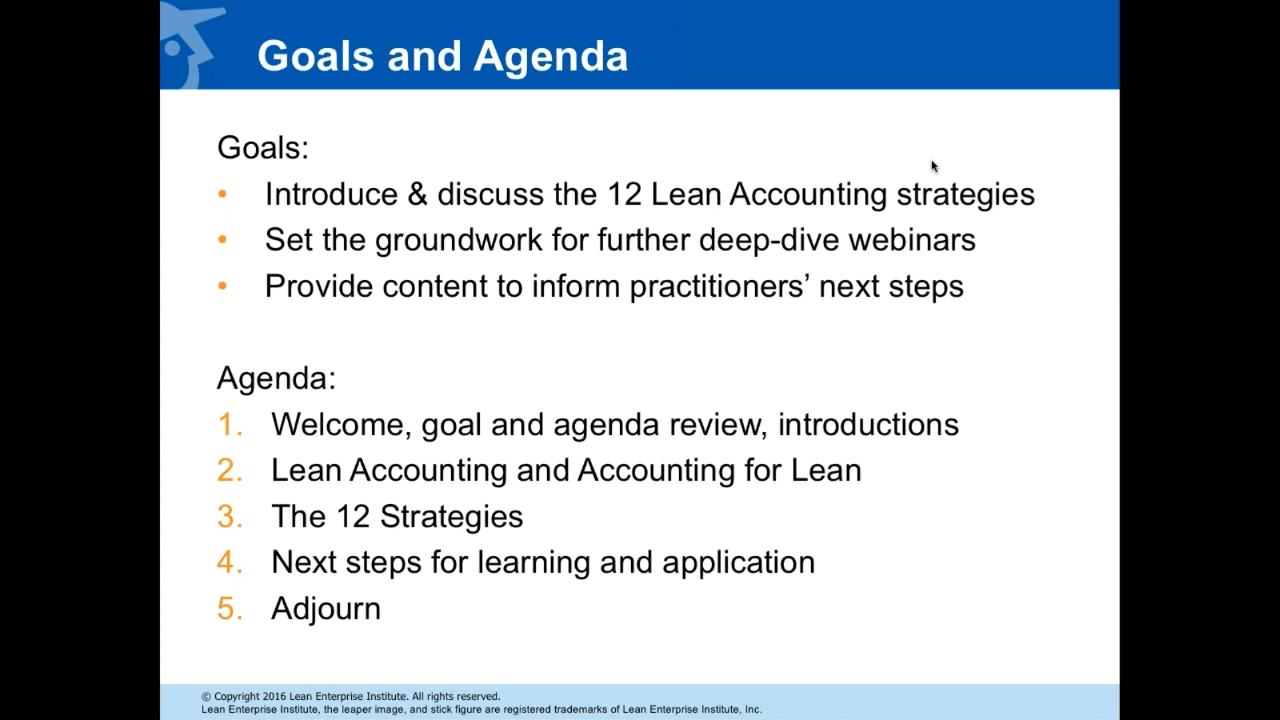 Goals and Agenda
Goals:
• Introduce & discuss the 12 Lean Accounting strategies
• Set the groundwork for further deep-dive webinars
• Provide content to inform practitioners’ next steps
Agenda:
1. Welcome, goal and agenda review, introductions
2. Lean Accounting and Accounting for Lean
3. The 12 Strategies
4. Next steps for learning and application
5. Adjourn
© Copyright 2016 Lean Enterprise Institute. All rights reserved.
Lean Enterprise Institute, the leaper image, and stick figure are registered trademarks of Lean Enterprise Institute, Inc.